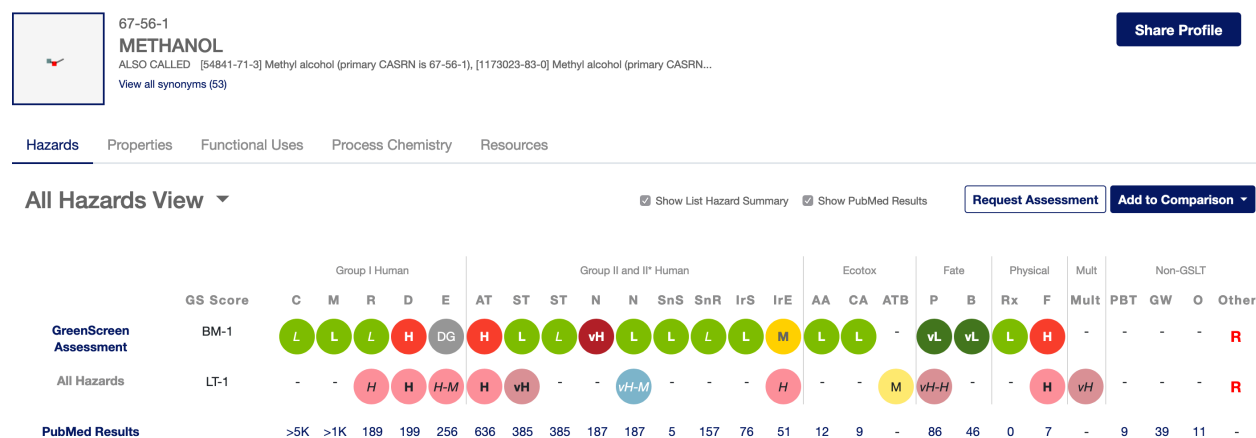 67-56-1
METHANOL
Share Profile
ALSO CALLED [54841-71-3] Methyl alcohol (primary CASRN is 67-56-1), [1173023-83-0] Methyl alcohol (primary CASRN...
View all synonyms (53)
Hazards Properties Functional Uses Process Chemistry Resources
All Hazards View Show List Hazard Summary Show PubMed Results Request Assessment Add to Comparison
Group I Human Group II and II* Human Ecotox Fate Physical Mult Non-GSLT
GS Score C M R D E AT ST ST N N SnS SnR IrS IrE AA CA ATB P B Rx F Mult PBT GW O Other
GreenScreen Assessment BM-1 L L L H DG H L L vH L L L L M L L - vL vL L H - - - - R
All Hazards LT-1 - - H H H-M H vH - - vH-M - - - H - - M vH-H - - H vH - - - R
PubMed Results >5K >1K 189 199 256 636 385 385 187 187 5 157 76 51 12 9 - 86 46 0 7 - 9 39 11 -